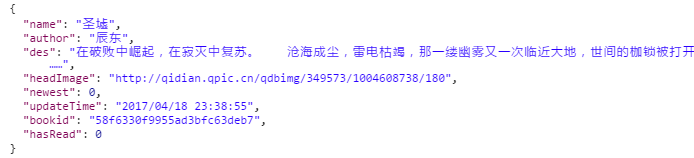 {
"name": "圣墟",
"author": "辰东",
"des": "在破败中崛起，在寂灭中复苏。　　沧海成尘，雷电枯竭，那一缕幽雾又一次临近大地，世间的枷锁被打开
……",
"headImage": "http://qidian.qpic.cn/qdbimg/349573/1004608738/180",
"newest": 0,
"updateTime": "2017/04/18 23:38:55",
"bookid": "58f6330f9955ad3bfc63deb7",
"hasRead": 0
}